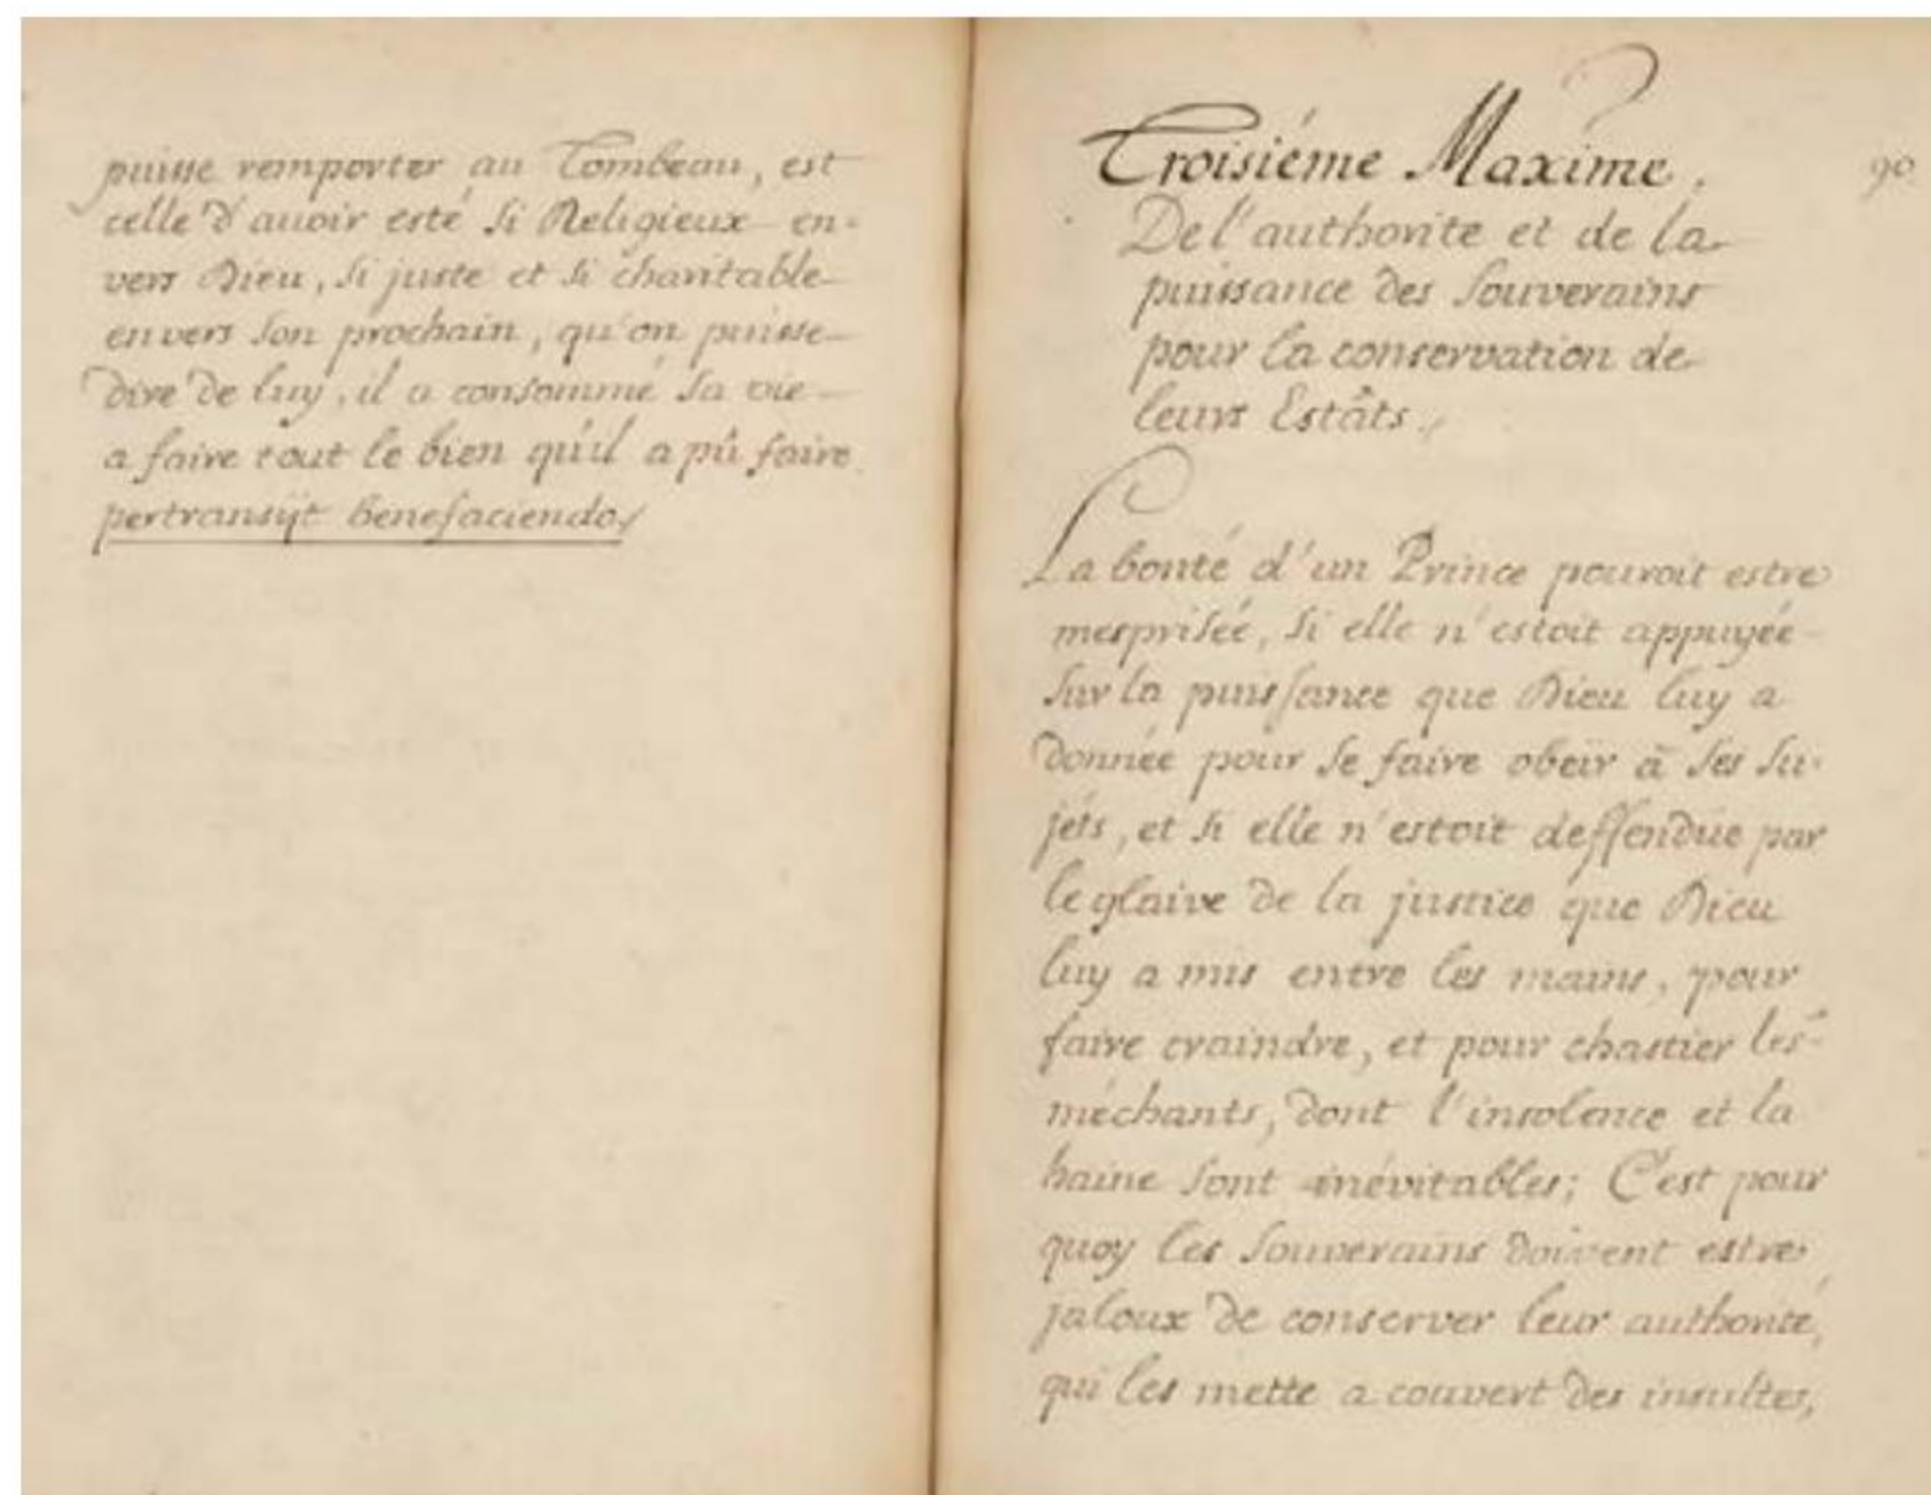 puisse remporter au Tombeau, est
celle d'auoir esté si Religieux en-
vers Dieu, si juste et si charitable
envers son prochain, qu'on puisse
dire de luy, il a consommé sa vie
a faire tout le bien qu'il a pû faire
pertransijt benefaciendo
Troisiéme Maxime. 90
De l'authorite et de la
puissance des souverains
pour la conservation de
leurs Estâts.
La bonté d'un Prince pouroit estre
mesprisée, si elle n'estoit appuyée
sur la puissance que Dieu luy a
donnée pour se faire obeïr à ses su-
jéts, et si elle n'estoit deffendüe par
le glaive de la justice que Dieu
luy a mis entre les mains, pour
faire craindre, et pour chastier les
méchants, dont l'insolence et la
haine sont inévitables; C'est pour
quoy les souverains doivent estre
jaloux de conserver leur authorité,
qui les mette a couvert des insultes,